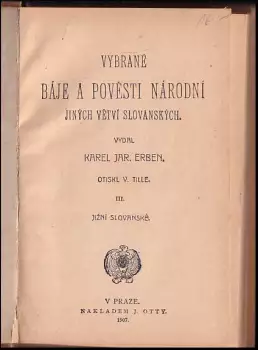 VYBRANÉ
BÁJE A POVĚSTI NÁRODNÍ
JINÝCH VĚTVÍ SLOVANSKÝCH.
VYDAL
KAREL JAR. ERBEN.
OTISKL V. TILLE.
III.
JIŽNÍ SLOVANSKÉ.
V PRAZE.
NAKLADEM J. OTTY.
1907.